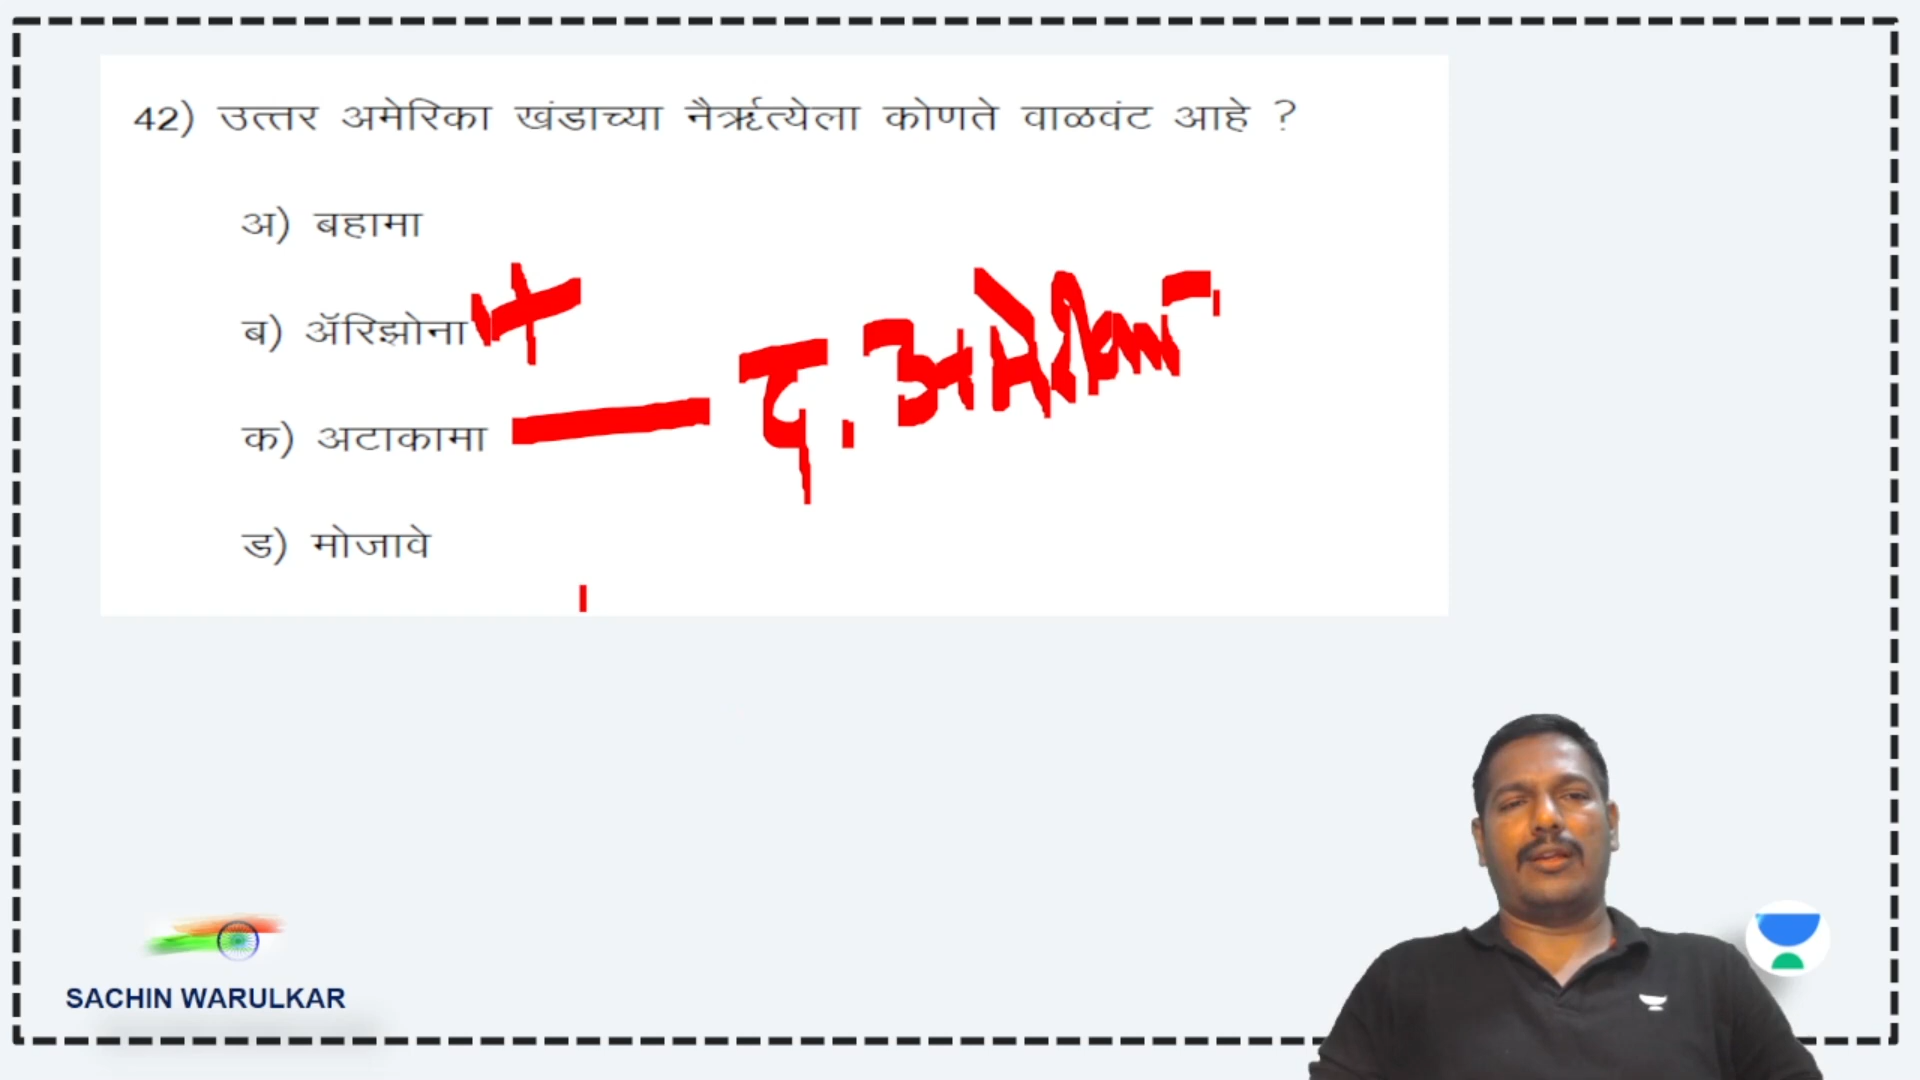 42) उत्तर अमेरिका खंडाच्या नैर्ऋत्येला कोणते वाळवंट आहे ?
अ) बहामा
ब) ॲरिझोना
क) अटाकामा
द. अमेरिका
ड) मोजावे
SACHIN WARULKAR